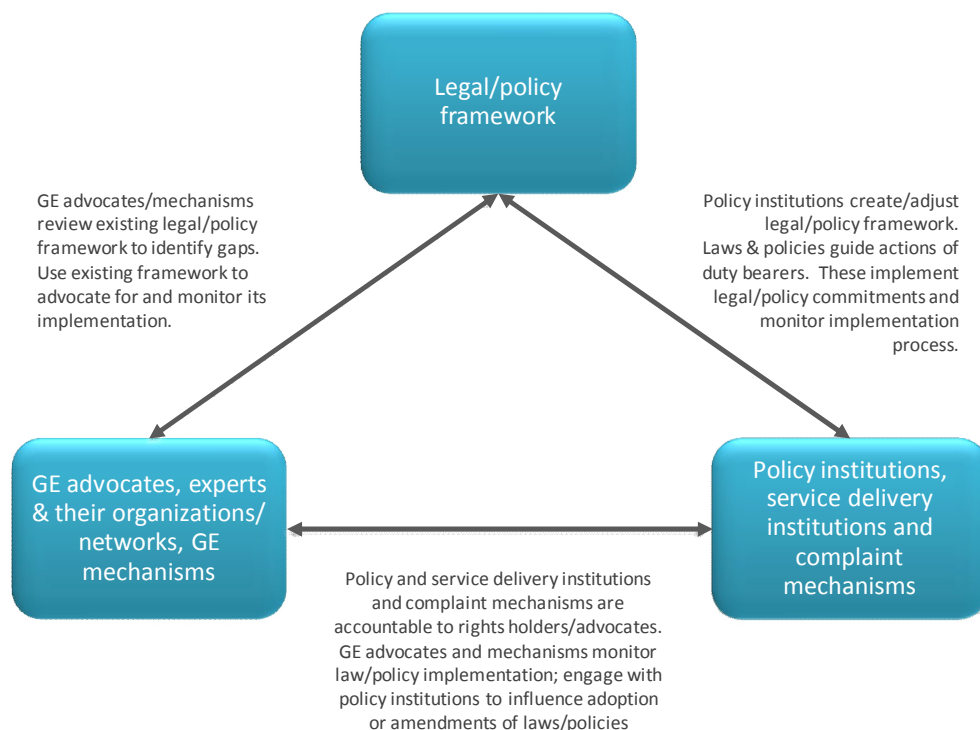 Legal/policy
framework
GE advocates/mechanisms
review existing legal/policy
framework to identify gaps.
Use existing framework to
advocate for and monitor its
implementation.
Policy institutions create/adjust
legal/policy framework.
Laws & policies guide actions of
duty bearers.  These implement
legal/policy commitments and
monitor implementation
process.
GE advocates, experts
& their organizations/
networks, GE
mechanisms
Policy institutions,
service delivery
institutions and
complaint
mechanisms
Policy and service delivery institutions
and complaint mechanisms are
accountable to rights holders/advocates.
GE advocates and mechanisms monitor
law/policy implementation; engage with
policy institutions to influence adoption
or amendments of laws/policies